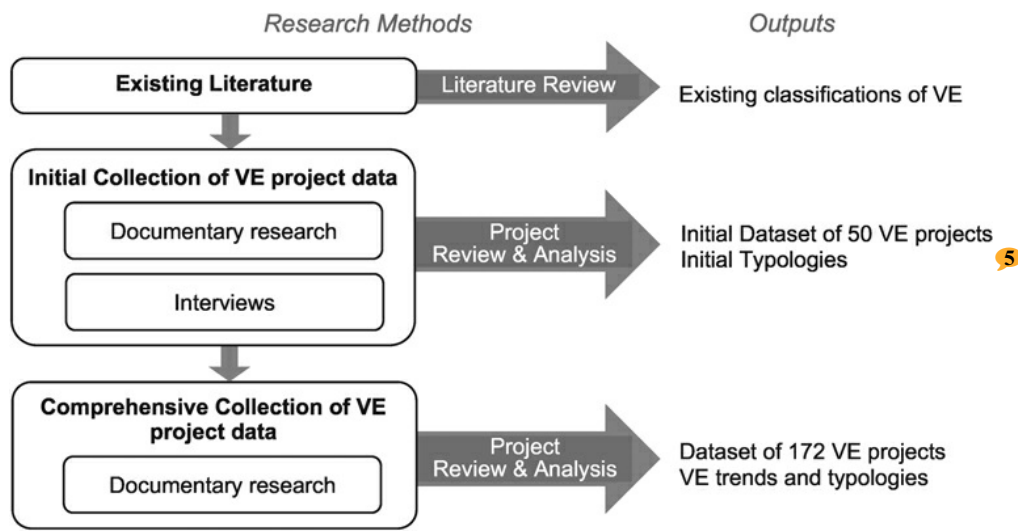 Research Methods
Outputs
Existing Literature
Literature Review
Existing classifications of VE
Initial Collection of VE project data
Documentary research
Interviews
Project
Review & Analysis
Initial Dataset of 50 VE projects
Initial Typologies
5
Comprehensive Collection of VE
project data
Documentary research
Project
Review & Analysis
Dataset of 172 VE projects
VE trends and typologies